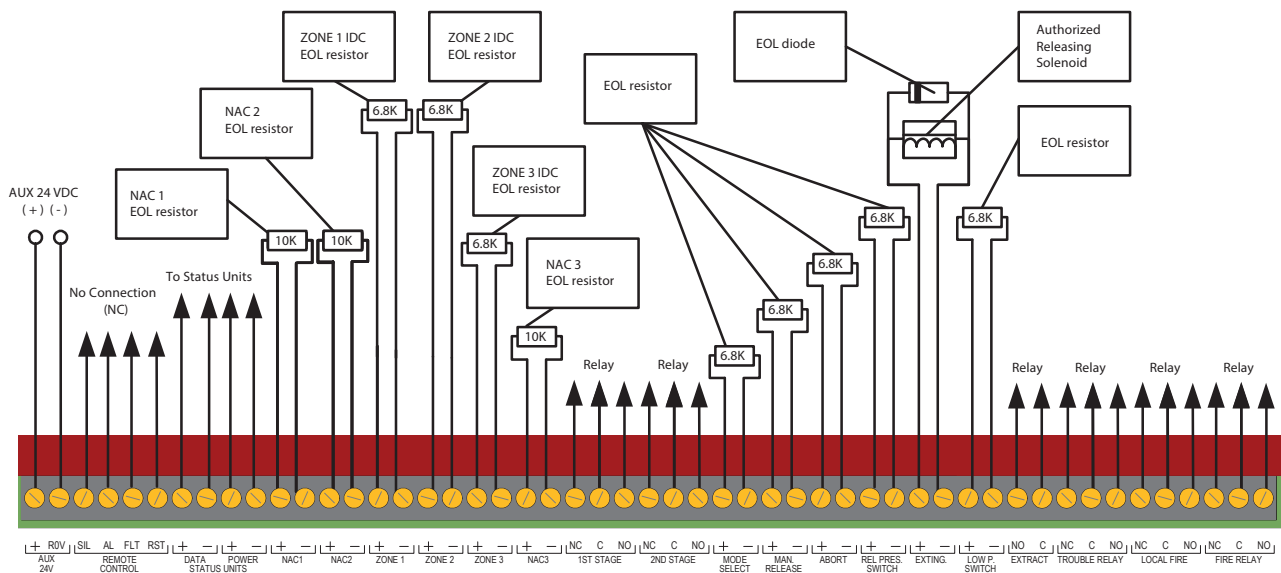 ZONE 1 IDC
EOL resistor
ZONE 2 IDC
EOL resistor
EOL diode
Authorized
Releasing
Solenoid
NAC 2
EOL resistor
EOL resistor
EOL resistor
6.8K
6.8K
ZONE 3 IDC
EOL resistor
NAC 1
EOL resistor
AUX 24 VDC
(+) (-)
10K
10K
6.8K
6.8K
6.8K
6.8K
NAC 3
EOL resistor
To Status Units
No Connection
(NC)
10K
6.8K
6.8K
Relay
Relay
Relay
Relay
Relay
Relay
+ R0V SIL AL FLT RST + − + − + − + − + − + − + − + − NC C NO NC C NO + − + − + − + − + − + − NO C NC C NO NC C NO NC C NO
AUX REMOTE DATA POWER NAC1 NAC2 ZONE 1 ZONE 2 ZONE 3 NAC3 1ST STAGE 2ND STAGE MODE MAN. ABORT REL PRES. EXTING. LOW P. EXTRACT TROUBLE RELAY LOCAL FIRE FIRE RELAY
24V CONTROL STATUS UNITS SELECT RELEASE SWITCH SWITCH